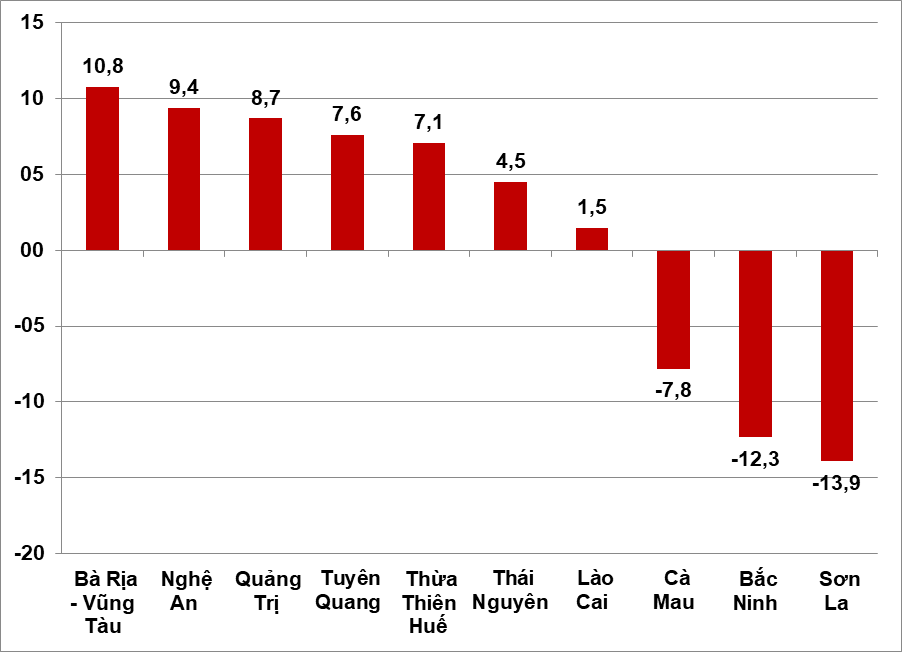 15
10
05
00
-05
-10
-15
-20
10,8
9,4
8,7
7,6
7,1
4,5
1,5
-7,8
-12,3
-13,9
Bà Rịa
- Vũng
Tàu
Nghệ
An
Quảng
Trị
Tuyên
Quang
Thừa
Thiên
Huế
Thái
Nguyên
Lào
Cai
Cà
Mau
Bắc
Ninh
Sơn
La